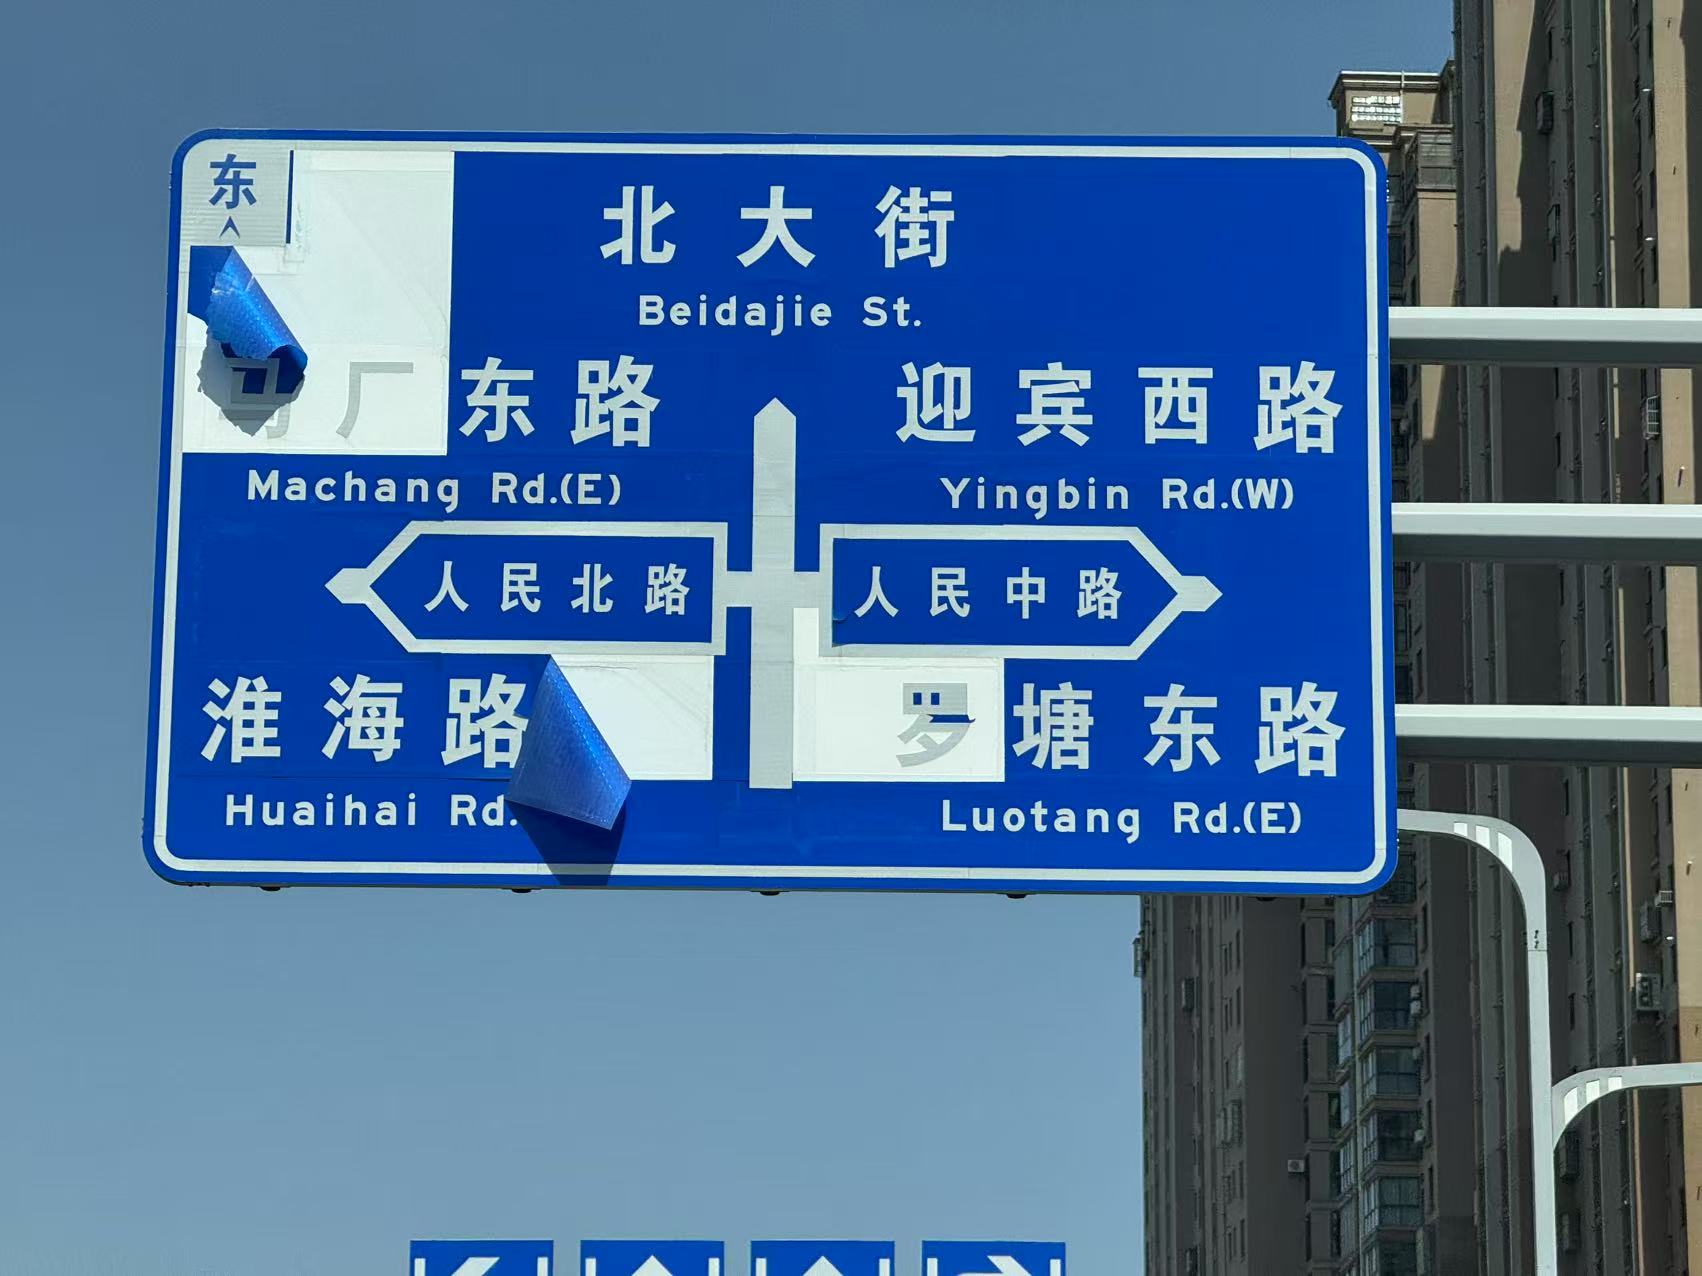 东
北大街
Beidajie St.
厂东路
迎宾西路
Machang Rd.(E)
Yingbin Rd.(W)
人民北路
人民中路
淮海路
罗塘东路
Huaihai Rd.
Luotang Rd.(E)